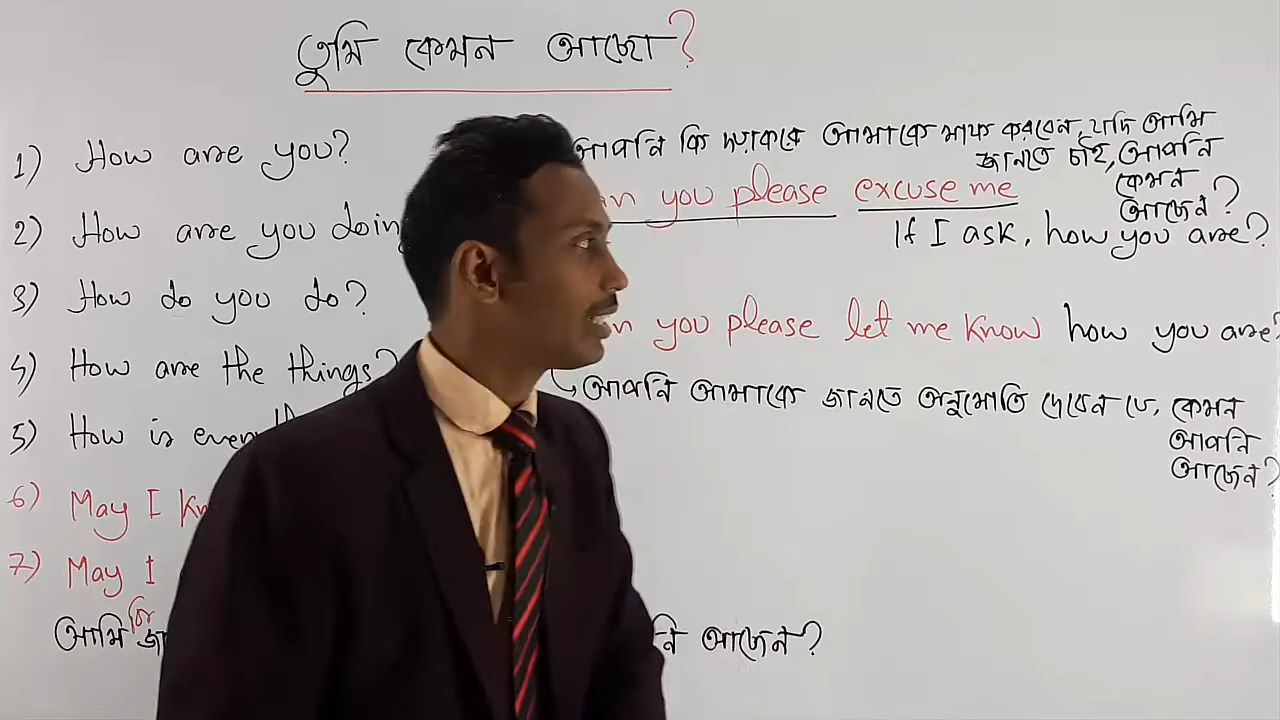 তুমি কেমন আছো?
1) How are you?
2) How are you doin
3) How do you do?
4) How are the things?
5) How is every
6) May I Kn
7) May I
আমি কি জা
নি আছেন?
আপনি কি দয়াকরে আমাকে মাফ করবেন, যদি আমি
জানতে চাই, আপনি
কেমন
আছেন?
n you please excuse me
If I ask, how you are?
n you please let me know how you are?
আপনি আমাকে জানতে অনুমোতি দেবেন যে, কেমন
আপনি
আছেন?